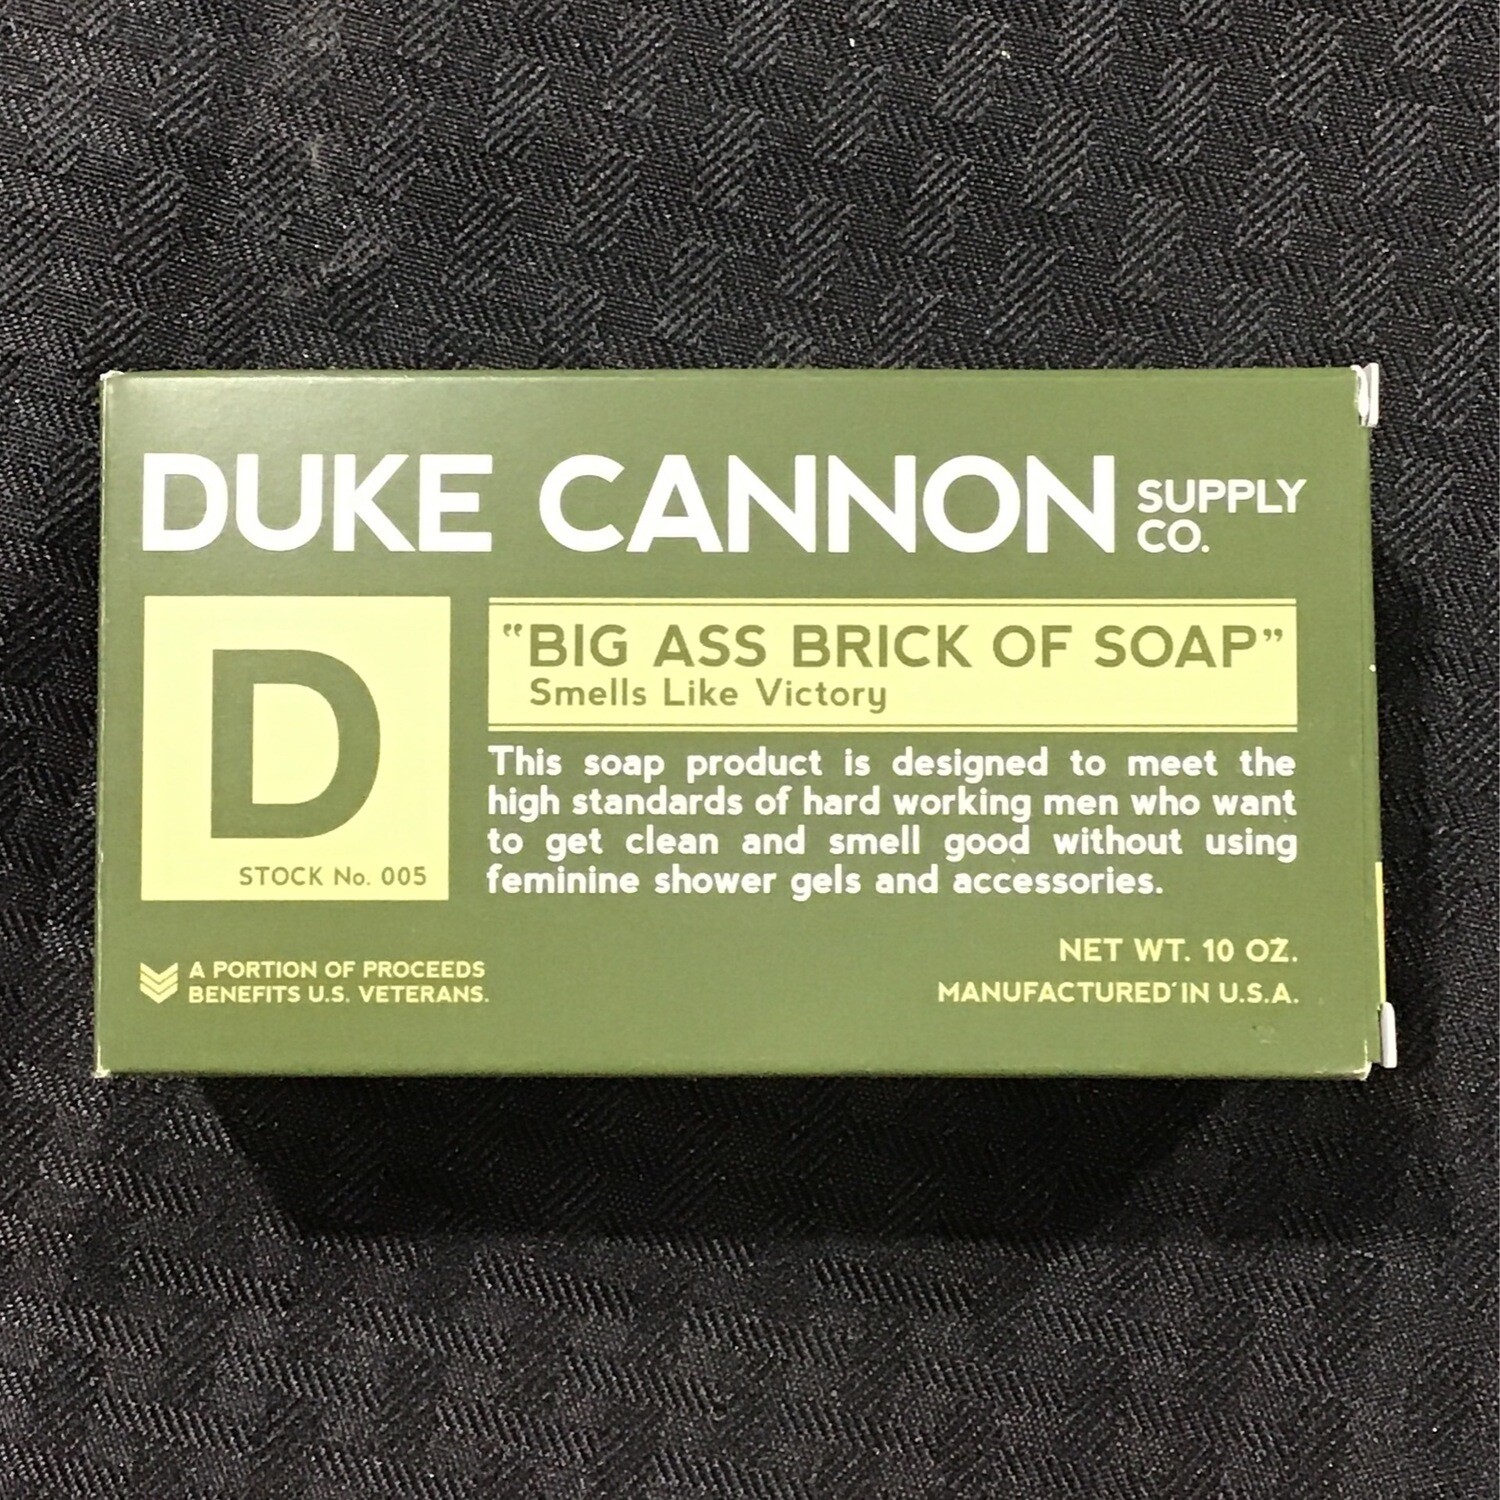 DUKE CANNON SUPPLY CO.
D
STOCK No. 005
“BIG ASS BRICK OF SOAP”
Smells Like Victory
This soap product is designed to meet the
high standards of hard working men who want
to get clean and smell good without using
feminine shower gels and accessories.
A PORTION OF PROCEEDS
BENEFITS U.S. VETERANS.
NET WT. 10 OZ.
MANUFACTURED IN U.S.A.